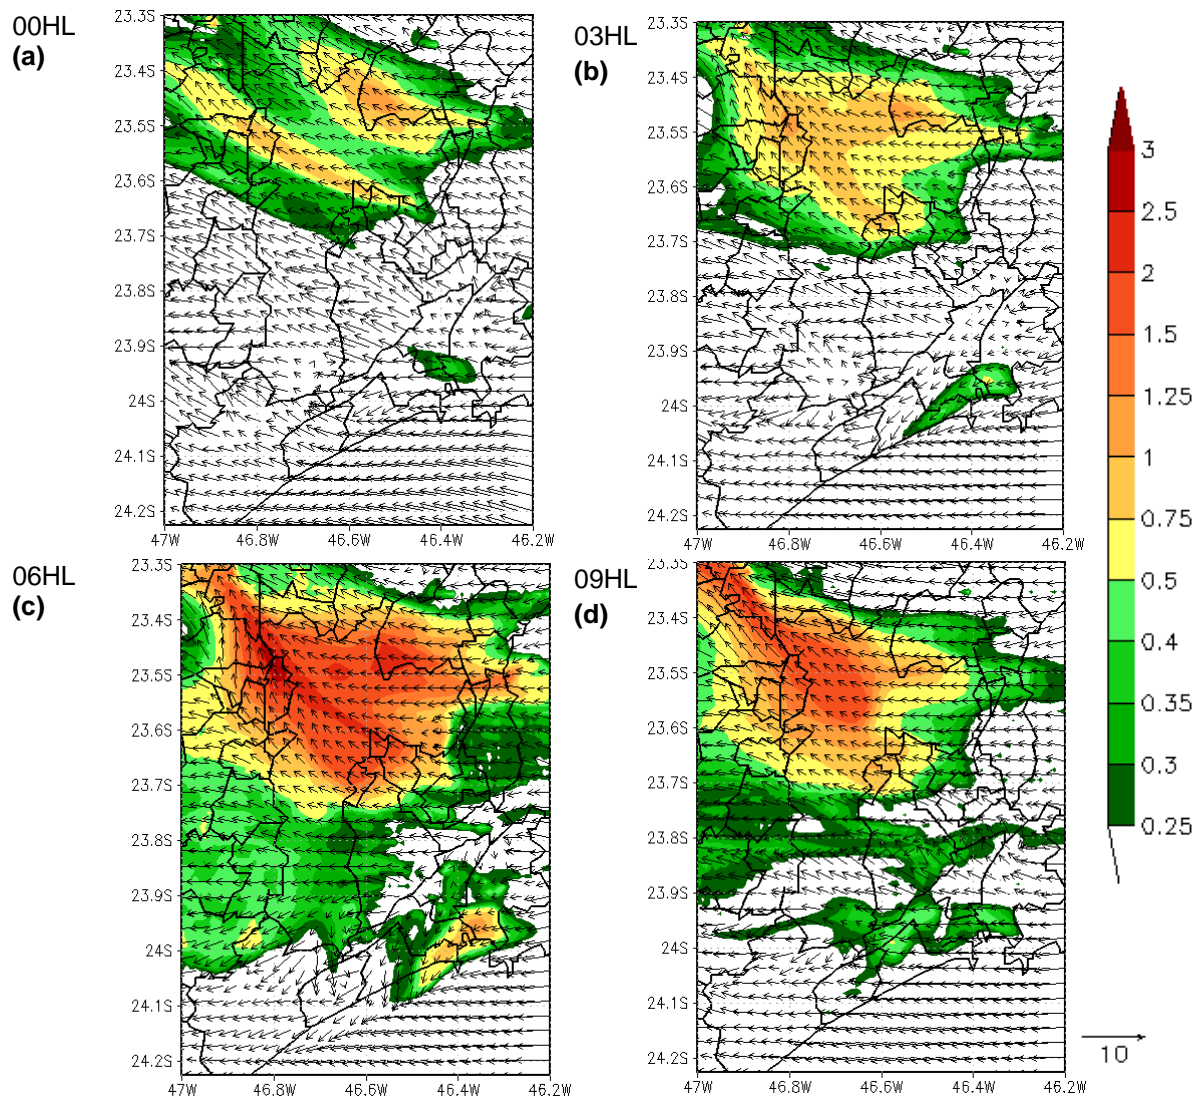 00HL
(a)
23.3S
23.4S
23.5S
23.6S
23.7S
23.8S
23.9S
24S
24.1S
24.2S
47W 46.8W 46.6W 46.4W 46.2W
03HL
(b)
23.3S
23.4S
23.5S
23.6S
23.7S
23.8S
23.9S
24S
24.1S
24.2S
47W 46.8W 46.6W 46.4W 46.2W
06HL
(c)
23.3S
23.4S
23.5S
23.6S
23.7S
23.8S
23.9S
24S
24.1S
24.2S
47W 46.8W 46.6W 46.4W 46.2W
09HL
(d)
23.3S
23.4S
23.5S
23.6S
23.7S
23.8S
23.9S
24S
24.1S
24.2S
47W 46.8W 46.6W 46.4W 46.2W
3
2.5
2
1.5
1.25
1
0.75
0.5
0.4
0.35
0.3
0.25
10